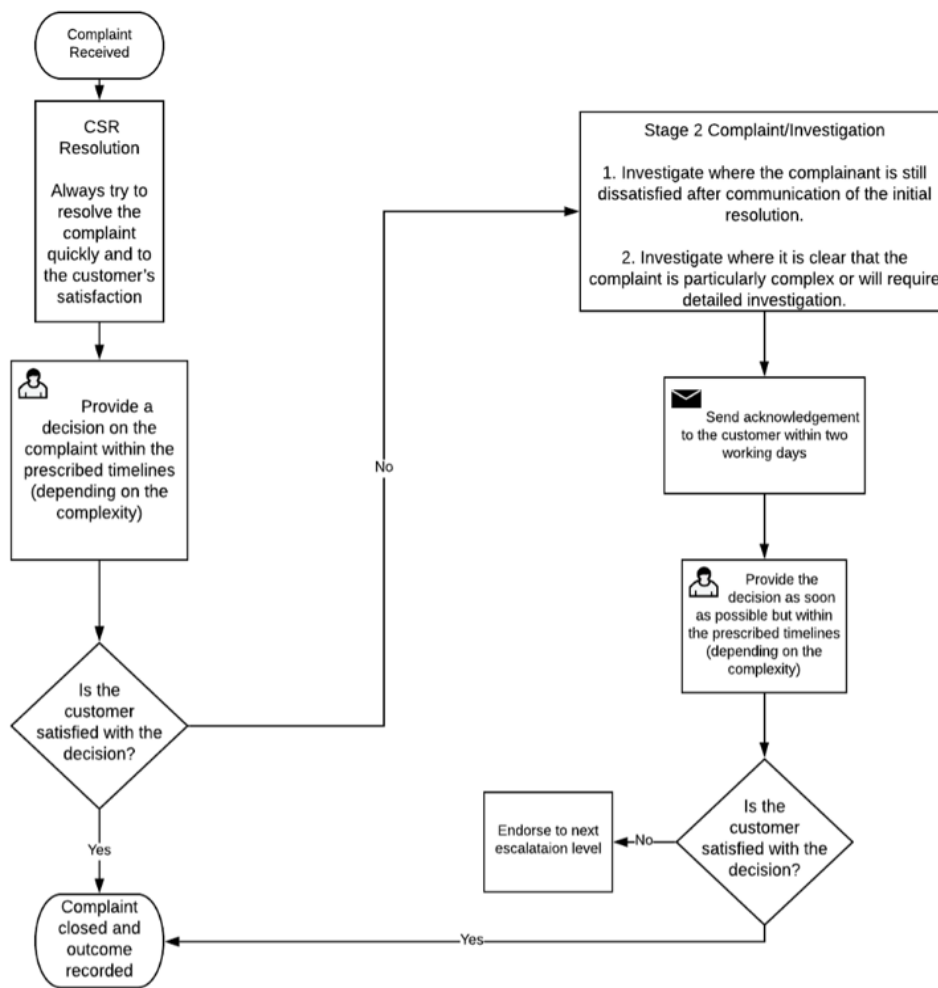 Complaint
Received
CSR
Resolution
Always try to
resolve the
complaint
quickly and to
the customer's
satisfaction
Provide a
decision on the
complaint within the
prescribed timelines
(depending on the
complexity)
Is the
customer
satisfied with the
decision?
Yes
Complaint
closed and
outcome
recorded
No
Stage 2 Complaint/Investigation
1. Investigate where the complainant is still
dissatisfied after communication of the initial
resolution.
2. Investigate where it is clear that the
complaint is particularly complex or will require
detailed investigation.
Send acknowledgement
to the customer within two
working days
Provide the
decision as soon
as possible but within
the prescribed timelines
(depending on the
complexity)
Is the
customer
satisfied with the
decision?
No
Endorse to next
escalataion level
Yes